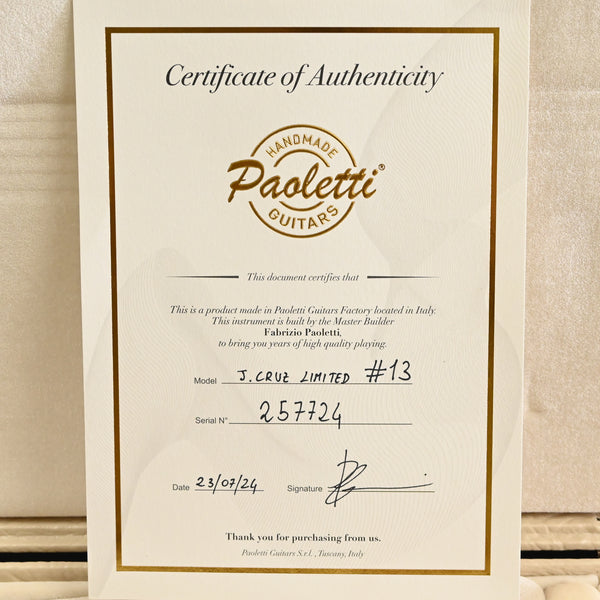 Certificate of Authenticity
HANDMADE
Paoletti®
GUITARS
This document certifies that
This is a product made in Paoletti Guitars Factory located in Italy.
This instrument is built by the Master Builder
Fabrizio Paoletti,
to bring you years of high quality playing.
Model J. CRUZ LIMITED #13
Serial N° 257724
Date 23/07/24 Signature
Thank you for purchasing from us.
Paoletti Guitars S.r.l. , Tuscany, Italy